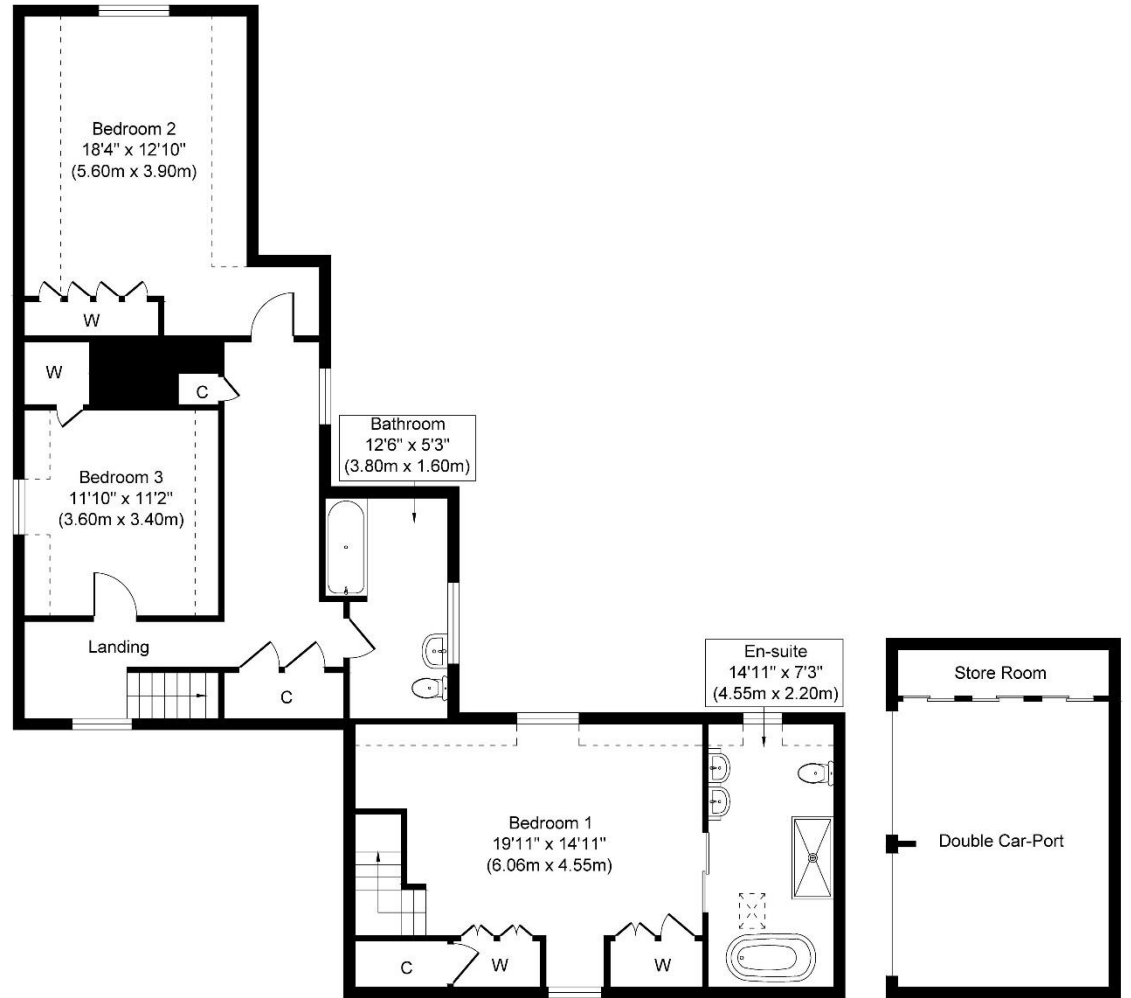 Bedroom 2
18'4" x 12'10"
(5.60m x 3.90m)
W
W
C
Bathroom
12'6" x 5'3"
(3.80m x 1.60m)
Bedroom 3
11'10" x 11'2"
(3.60m x 3.40m)
Landing
C
En-suite
14'11" x 7'3"
(4.55m x 2.20m)
Store Room
Bedroom 1
19'11" x 14'11"
(6.06m x 4.55m)
Double Car-Port
C
W
W